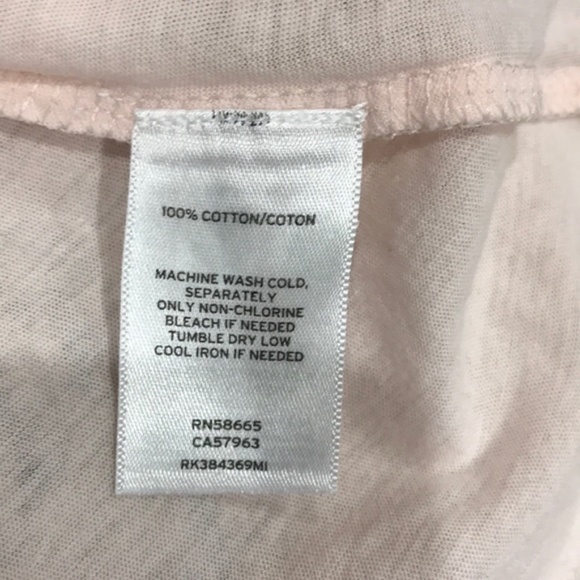 100% COTTON/COTON
MACHINE WASH COLD,
SEPARATELY
ONLY NON-CHLORINE
BLEACH IF NEEDED
TUMBLE DRY LOW
COOL IRON IF NEEDED
RN58665
CA57963
RK384369MI